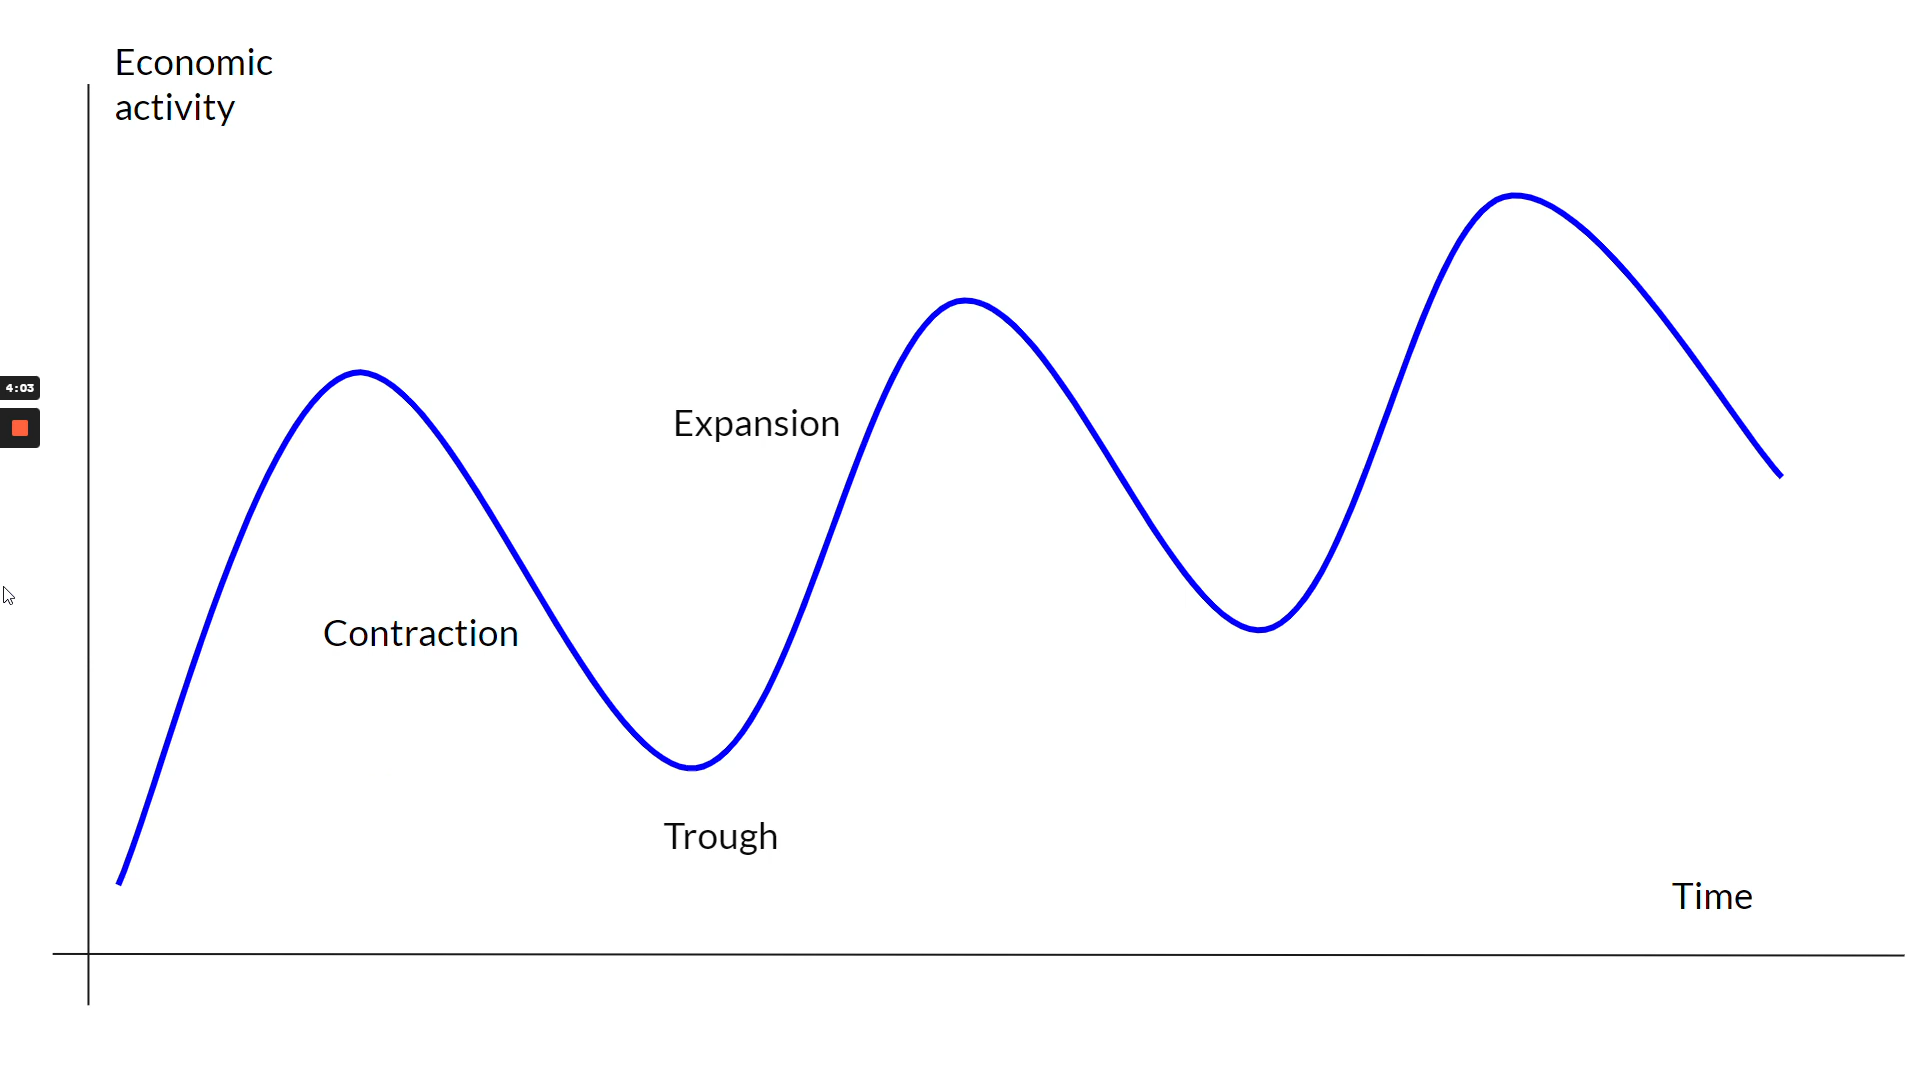 Economic
activity
4:03
Expansion
Contraction
Trough
Time